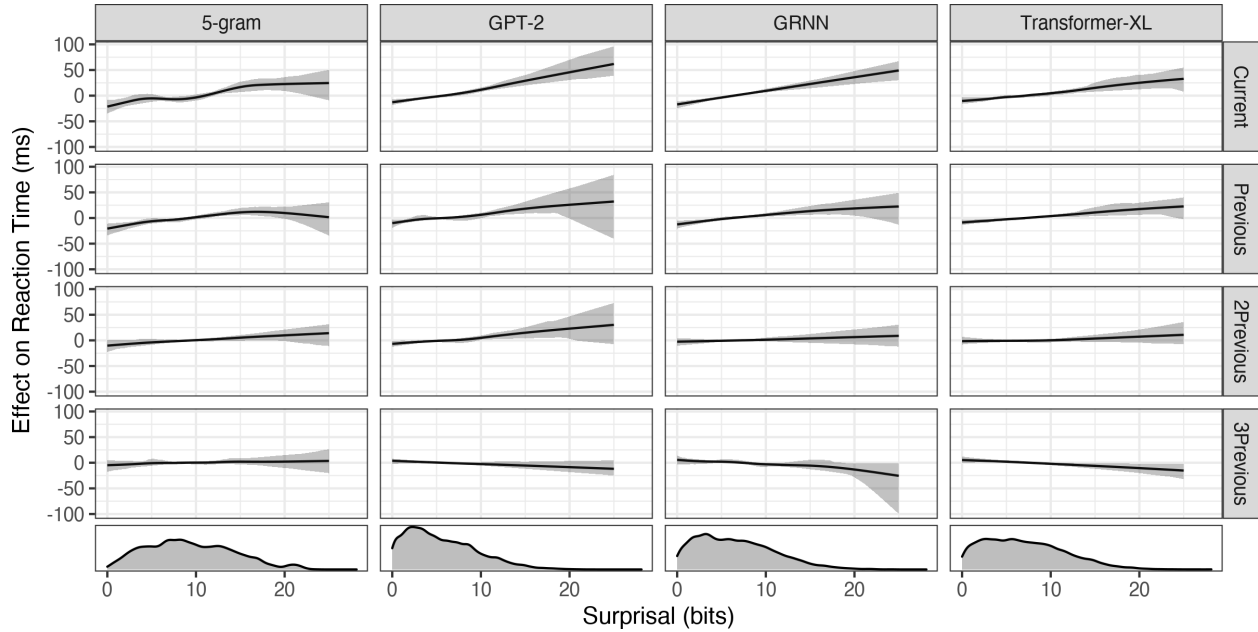 5-gram GPT-2 GRNN Transformer-XL
Effect on Reaction Time (ms)
100
50
0
-50
-100
Current
100
50
0
-50
-100
Previous
100
50
0
-50
-100
2Previous
100
50
0
-50
-100
3Previous
0 10 20 0 10 20 0 10 20 0 10 20
Surprisal (bits)